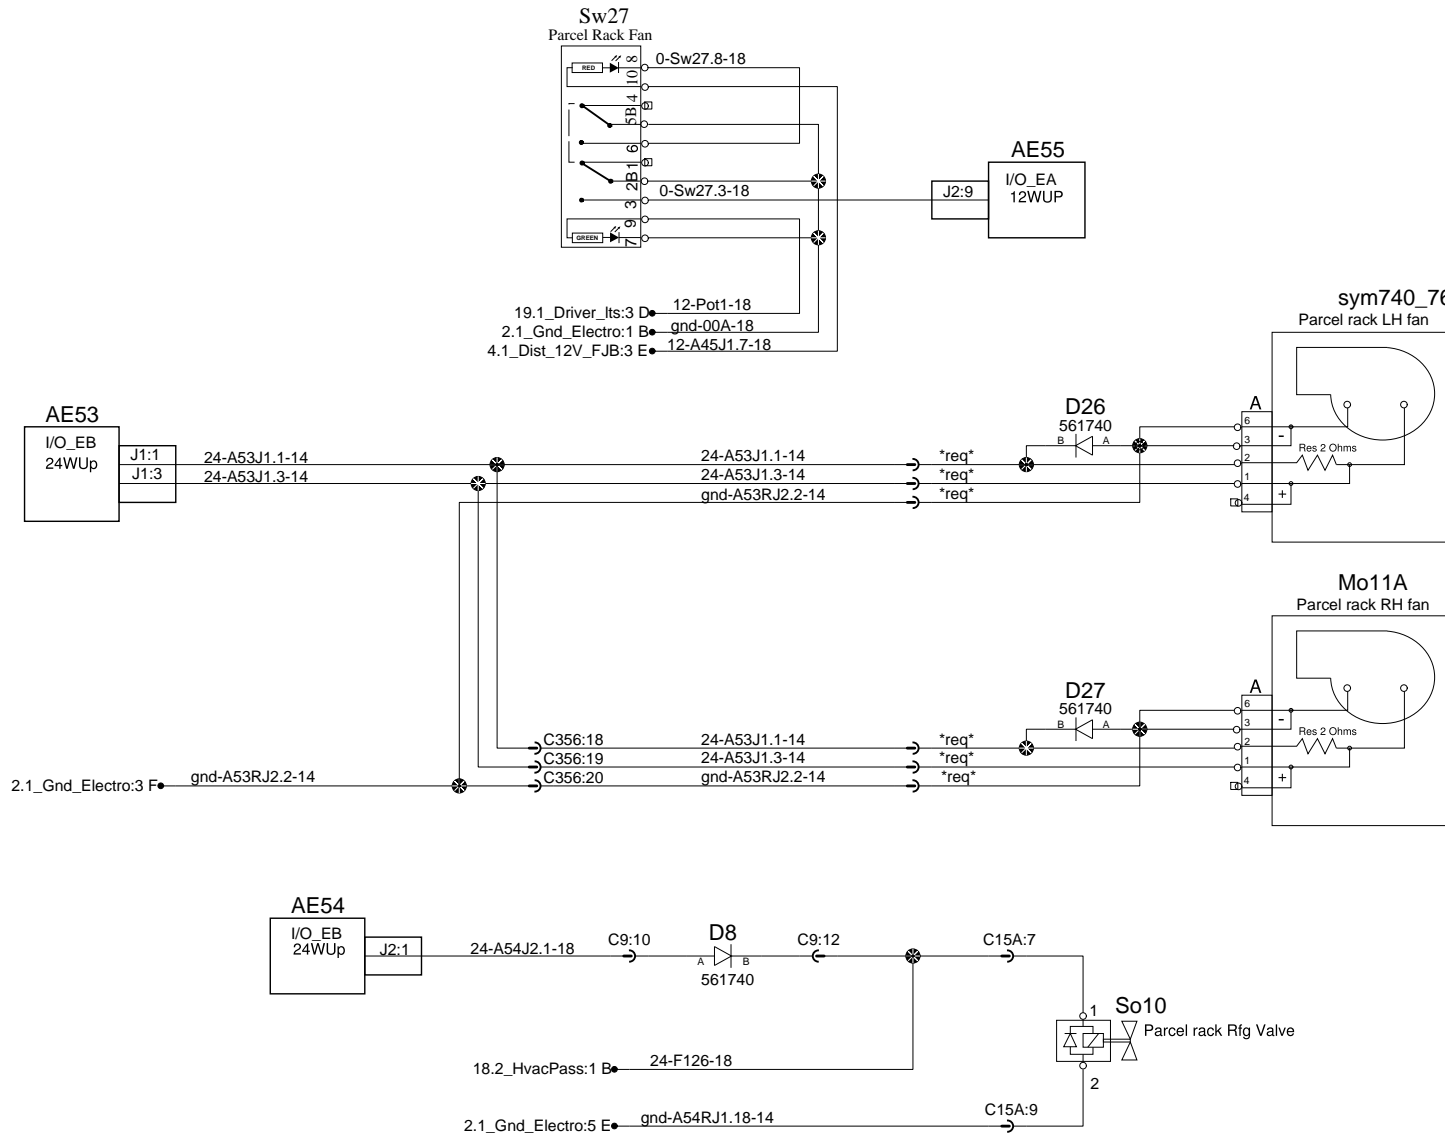 Sw27
Parcel Rack Fan
RED
8
0-Sw27.8-18
10
4
5B
6
1
2B
0-Sw27.3-18
3
9
GREEN
7
AE55
I/O_EA
12WUP
J2:9
19.1_Driver_lts:3 D
12-Pot1-18
2.1_Gnd_Electro:1 B
gnd-00A-18
4.1_Dist_12V_FJB:3 E
12-A45J1.7-18
sym740_76
Parcel rack LH fan
AE53
I/O_EB
24WUp
J1:1
J1:3
24-A53J1.1-14
24-A53J1.3-14
24-A53J1.1-14
24-A53J1.3-14
gnd-A53RJ2.2-14
*req*
*req*
*req*
D26
561740
B
A
A
6
3
2
1
4
-
+
Res 2 Ohms
Mo11A
Parcel rack RH fan
2.1_Gnd_Electro:3 F
gnd-A53RJ2.2-14
C356:18
C356:19
C356:20
24-A53J1.1-14
24-A53J1.3-14
gnd-A53RJ2.2-14
*req*
*req*
*req*
D27
561740
B
A
A
6
3
2
1
4
-
+
Res 2 Ohms
AE54
I/O_EB
24WUp
J2:1
24-A54J2.1-18
C9:10
D8
A
B
561740
C9:12
C15A:7
1
So10
Parcel rack Rfg Valve
2
18.2_HvacPass:1 B
24-F126-18
2.1_Gnd_Electro:5 E
gnd-A54RJ1.18-14
C15A:9